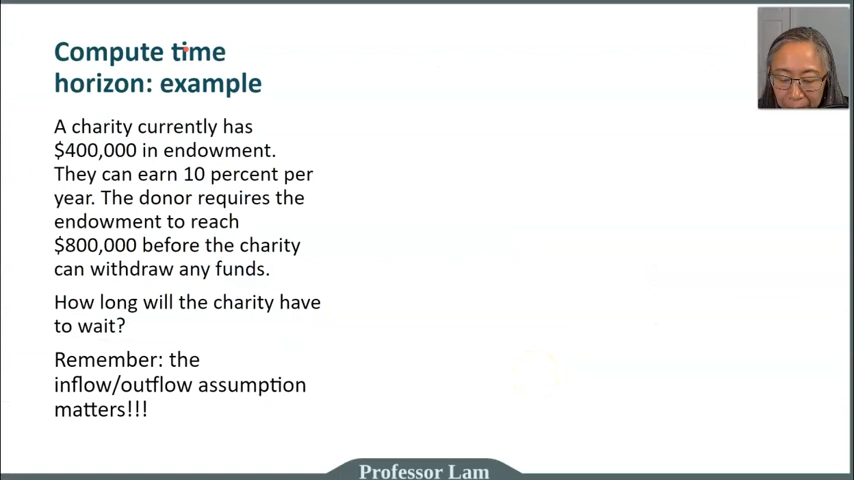 Compute time
horizon: example
A charity currently has
$400,000 in endowment.
They can earn 10 percent per
year. The donor requires the
endowment to reach
$800,000 before the charity
can withdraw any funds.
How long will the charity have
to wait?
Remember: the
inflow/outflow assumption
matters!!!
Professor Lam